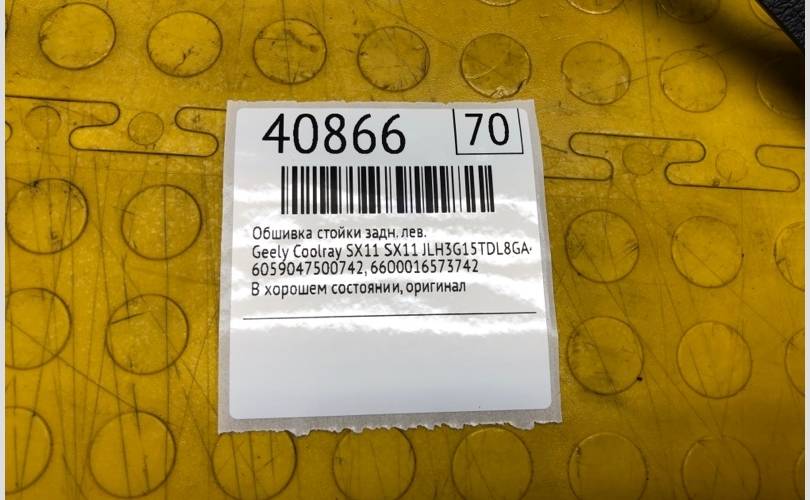 40866 70
Обшивка стойки задн. лев.
Geely Coolray SX11 SX11 JLH3G15TDL8GA-
6059047500742, 6600016573742
В хорошем состоянии, оригинал